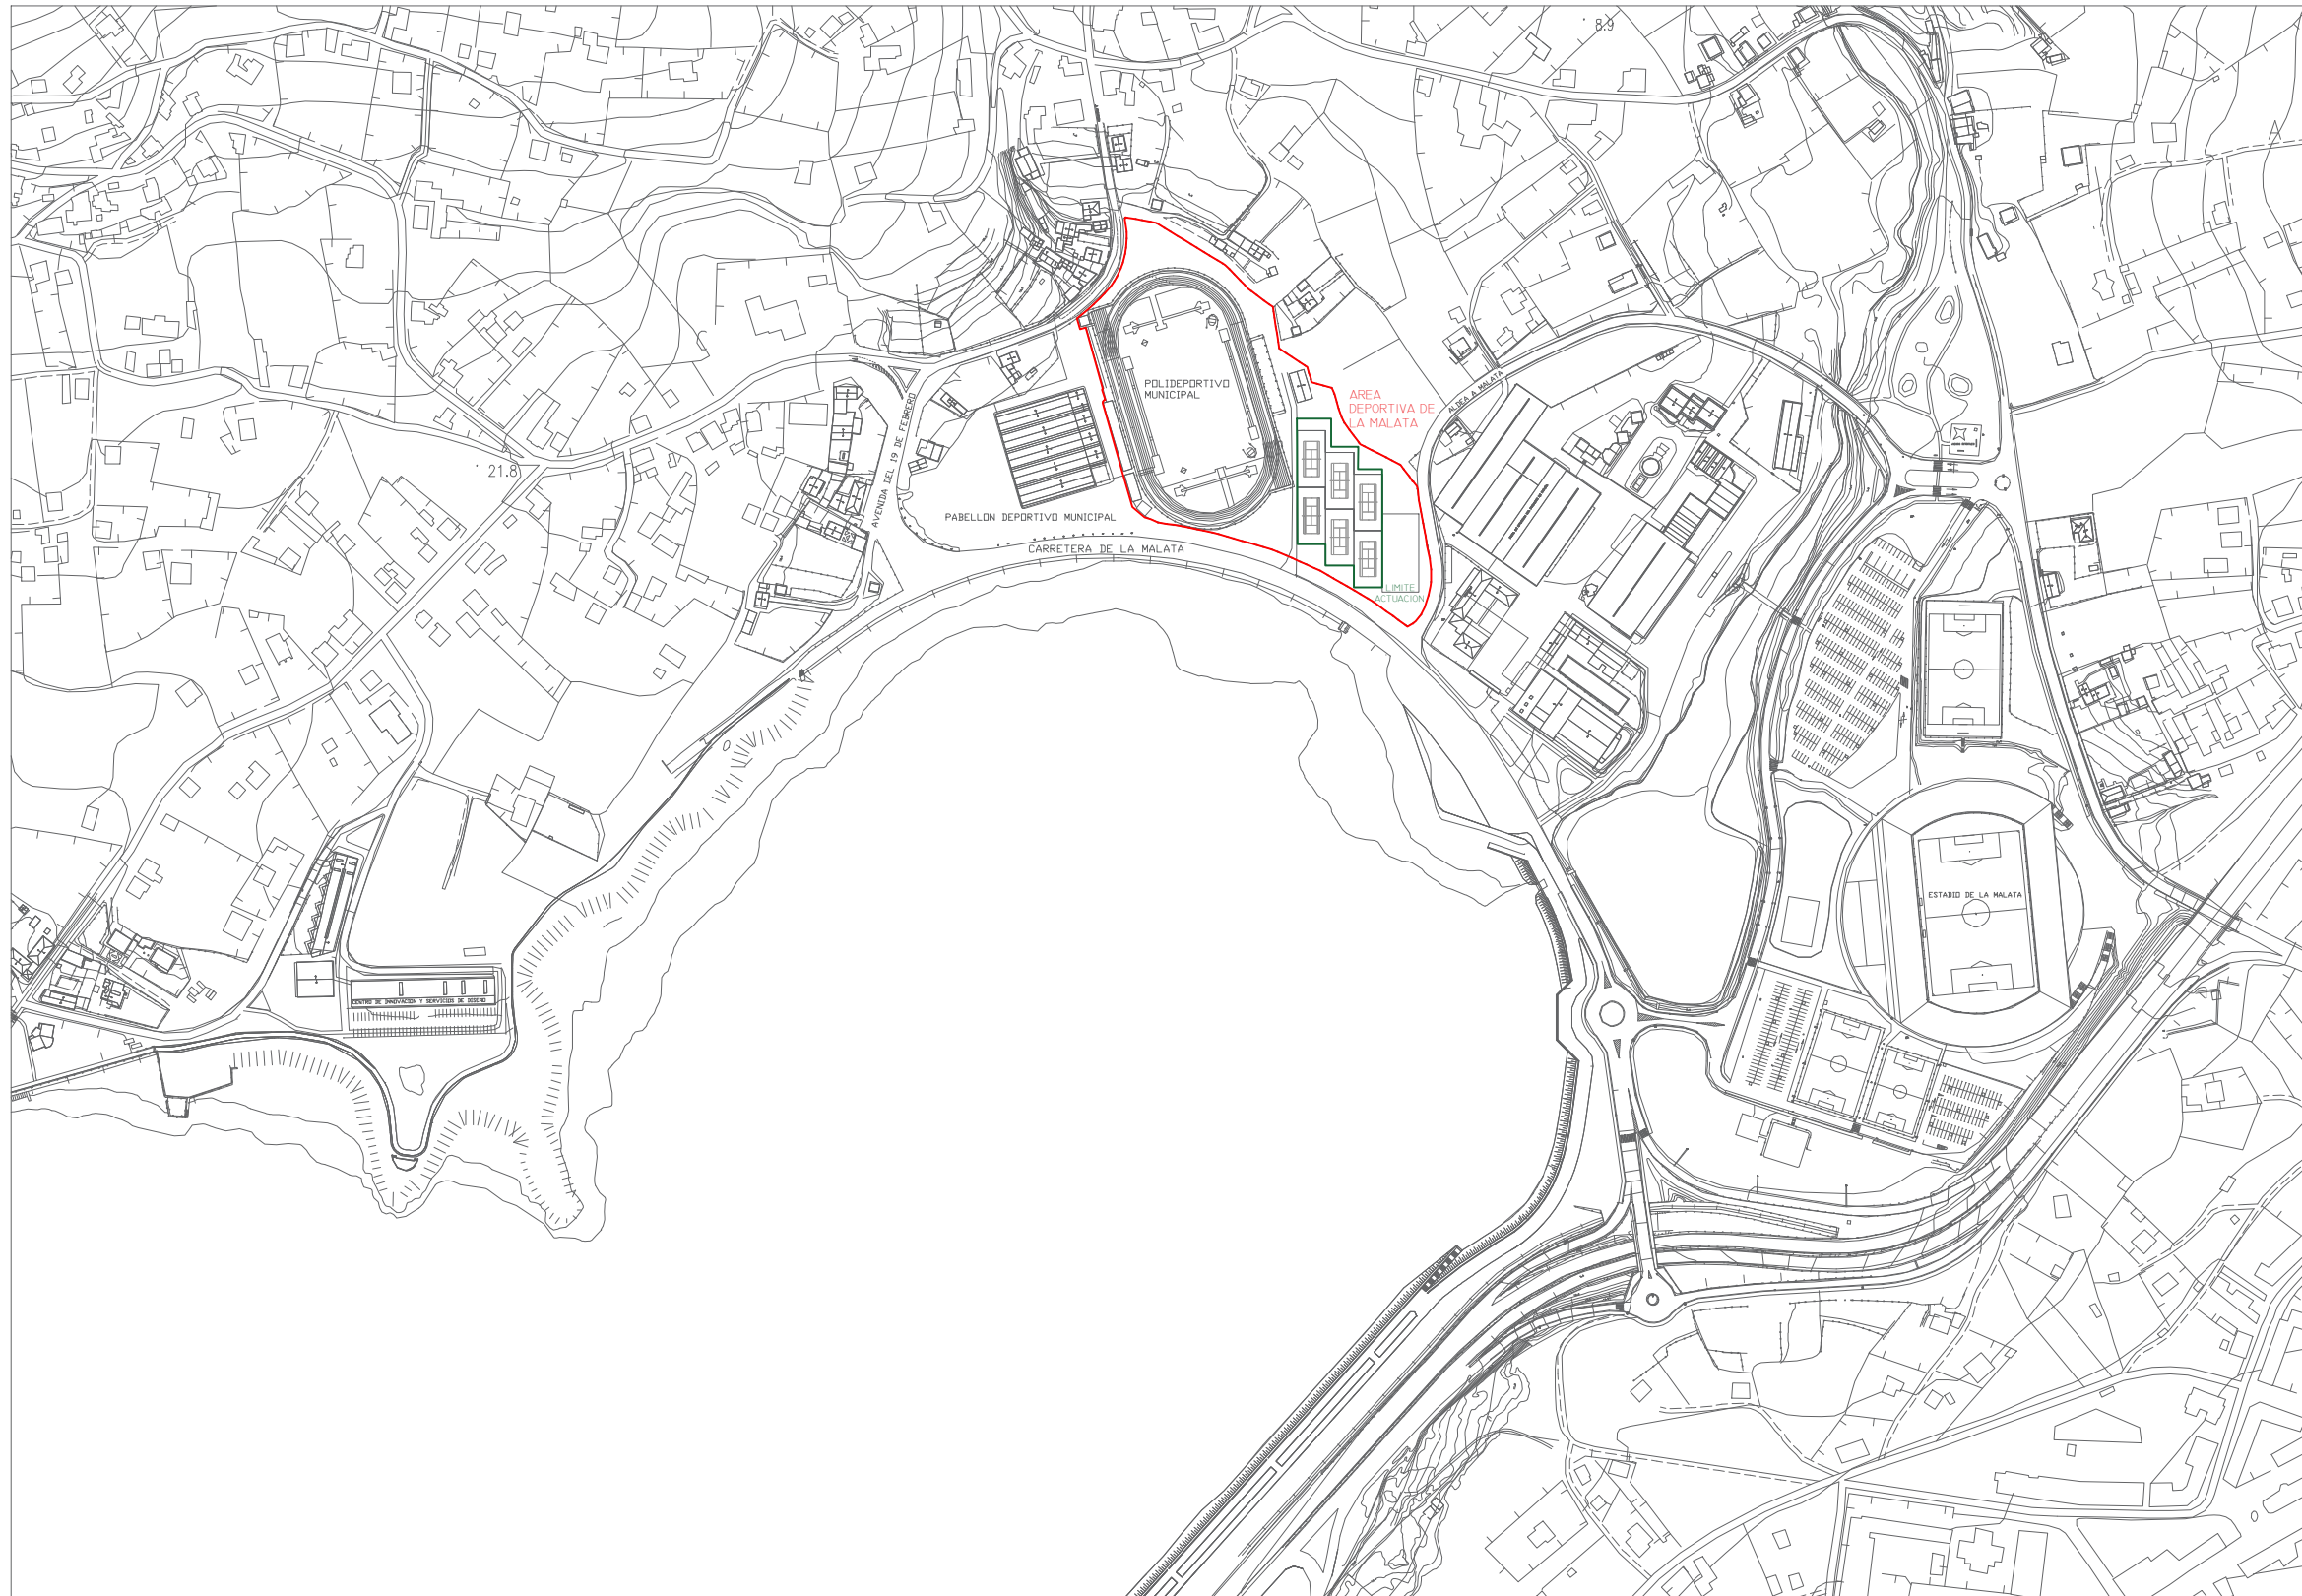 8.9
A
POLIDEPORTIVO
MUNICIPAL
AREA
DEPORTIVA DE
LA MALATA
ALDEA A MALATA
AVENIDA DEL 19 DE FEBRERO
21.8
PABELLON DEPORTIVO MUNICIPAL
CARRETERA DE LA MALATA
LIMITE
ACTUACION
ESTADIO DE LA MALATA
CENTRO DE INNOVACION Y SERVICIOS DE DISENO